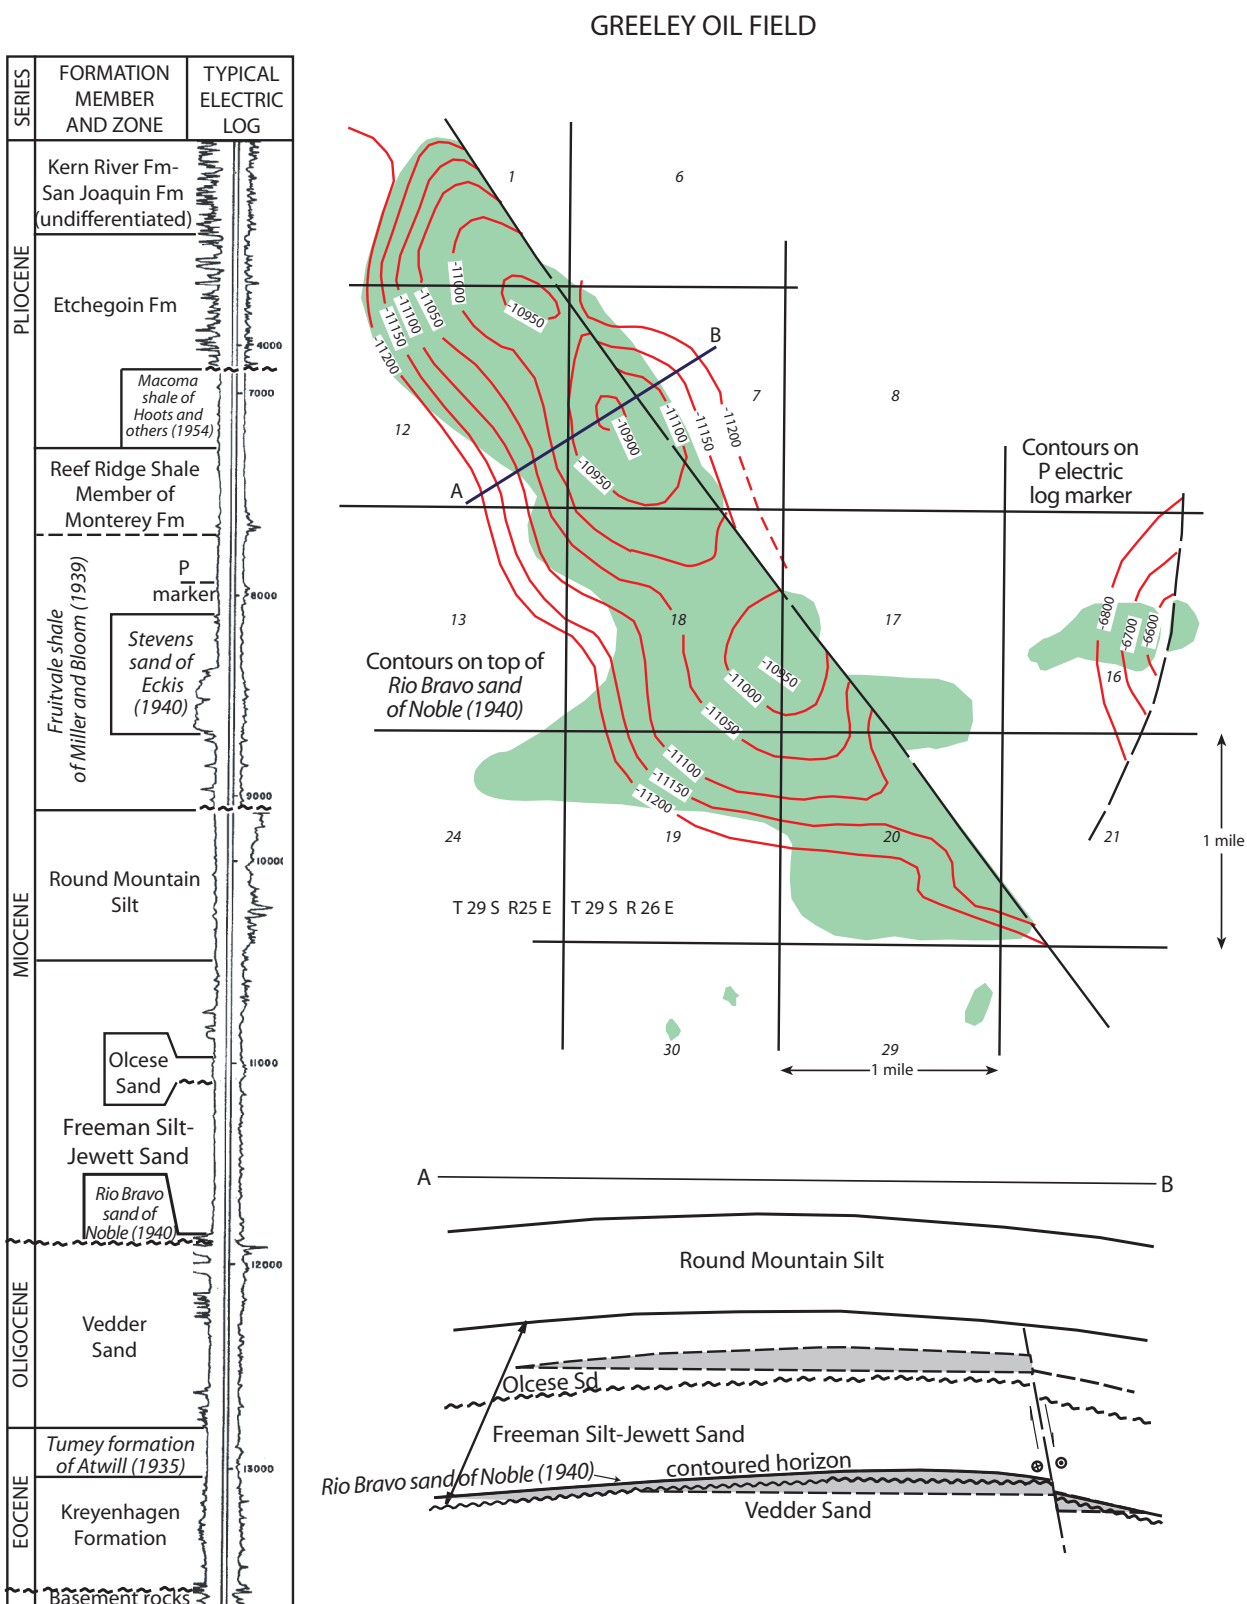 GREELEY OIL FIELD
SERIES
FORMATION
MEMBER
AND ZONE
TYPICAL
ELECTRIC
LOG
PLIOCENE
Kern River Fm-
San Joaquin Fm
(undifferentiated)
Etchegoin Fm
4000
Macoma
shale of
Hoots and
others (1954)
7000
MIOCENE
Reef Ridge Shale
Member of
Monterey Fm
Fruitvale shale
of Miller and Bloom (1939)
P
marker
8000
Stevens
sand of
Eckis
(1940)
9000
10000
Round Mountain
Silt
Olcese
Sand
11000
Freeman Silt-
Jewett Sand
Rio Bravo
sand of
Noble (1940)
12000
OLIGOCENE
Vedder
Sand
EOCENE
Tumey formation
of Atwill (1935)
13000
Kreyenhagen
Formation
Basement rocks
1
6
-11000
-10950
-11050
-11100
-11150
-11200
B
7
8
12
-10900
-11100
-11150
-11200
-10950
A
Contours on
P electric
log marker
13
18
17
-6800
-6700
-6600
16
Contours on top of
Rio Bravo sand
of Noble (1940)
-10950
-11000
-11050
-11100
-11150
-11200
24
19
20
21
1 mile
T 29 S R25 E
T 29 S R 26 E
30
29
1 mile
A
B
Round Mountain Silt
Olcese Sd
Freeman Silt-Jewett Sand
Rio Bravo sand of Noble (1940)
contoured horizon
Vedder Sand